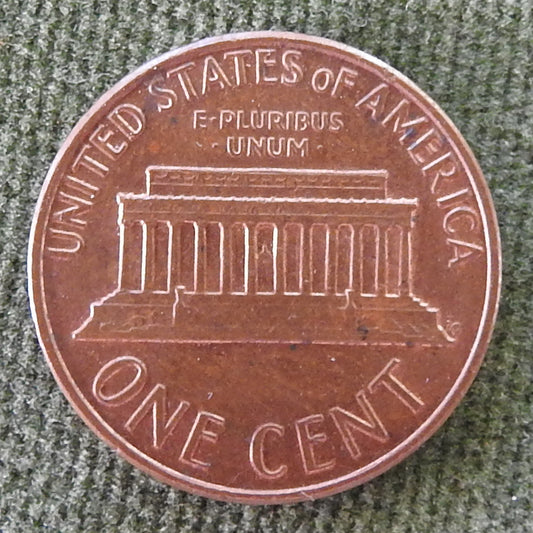 UNITED STATES OF AMERICA
E·PLURIBUS
·UNUM·
ONE CENT